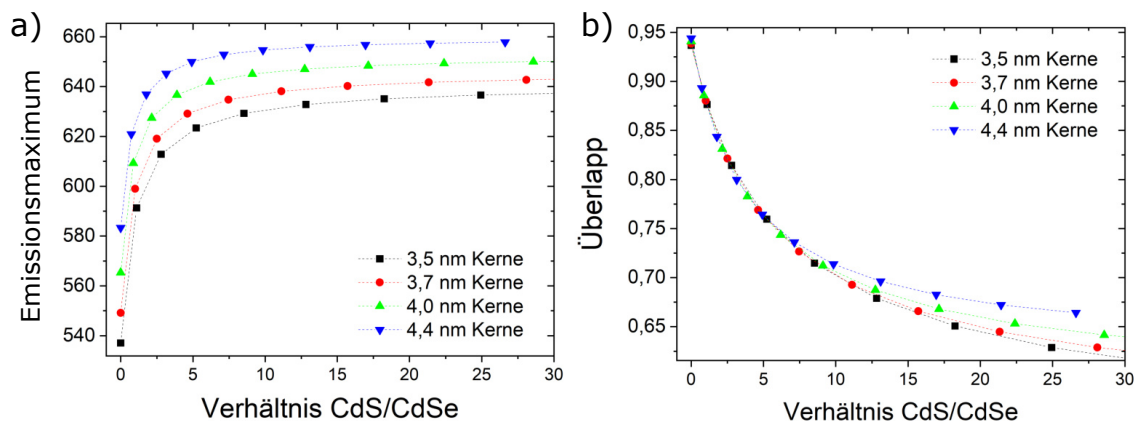 a)
Emissionsmaximum
660
640
620
600
580
560
540
0 5 10 15 20 25 30
Verhältnis CdS/CdSe
3,5 nm Kerne
3,7 nm Kerne
4,0 nm Kerne
4,4 nm Kerne
b)
Überlapp
0,95
0,90
0,85
0,80
0,75
0,70
0,65
0 5 10 15 20 25 30
Verhältnis CdS/CdSe
3,5 nm Kerne
3,7 nm Kerne
4,0 nm Kerne
4,4 nm Kerne